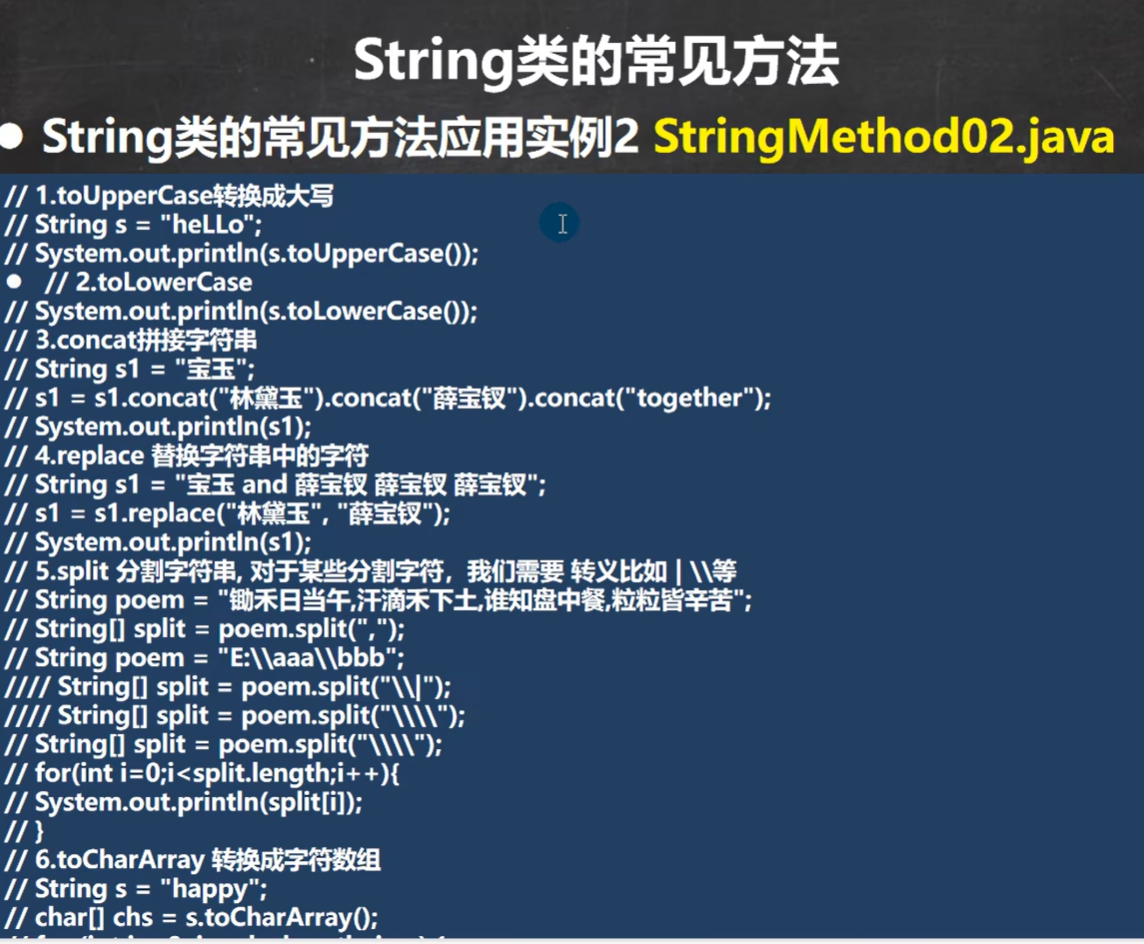 String类的常见方法
● String类的常见方法应用实例2 StringMethod02.java
// 1.toUpperCase转换成大写
// String s = "heLLo";
// System.out.println(s.toUpperCase());
● // 2.toLowerCase
// System.out.println(s.toLowerCase());
// 3.concat拼接字符串
// String s1 = "宝玉";
// s1 = s1.concat("林黛玉").concat("薛宝钗").concat("together");
// System.out.println(s1);
// 4.replace 替换字符串中的字符
// String s1 = "宝玉 and 薛宝钗 薛宝钗 薛宝钗";
// s1 = s1.replace("林黛玉", "薛宝钗");
// System.out.println(s1);
// 5.split 分割字符串, 对于某些分割字符，我们需要 转义比如 | \\等
// String poem = "锄禾日当午,汗滴禾下土,谁知盘中餐,粒粒皆辛苦";
// String[] split = poem.split(",");
// String poem = "E:\\aaa\\bbb";
//// String[] split = poem.split("\\|");
//// String[] split = poem.split("\\\\");
// String[] split = poem.split("\\\\");
// for(int i=0;i<split.length;i++){
// System.out.println(split[i]);
// }
// 6.toCharArray 转换成字符数组
// String s = "happy";
// char[] chs = s.toCharArray();